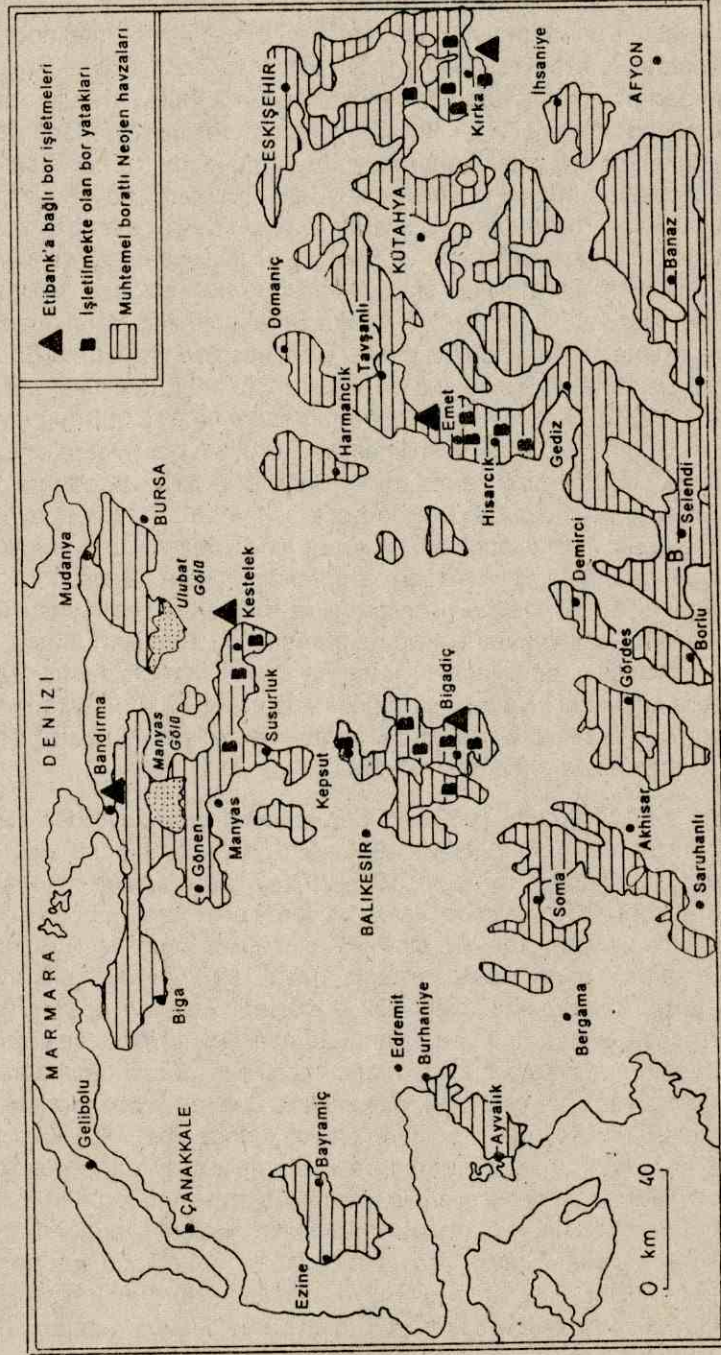 Etibank'a bağlı bor işletmeleri
B İşletilmekte olan bor yatakları
Muhtemel boratlı Neojen havzaları
MARMARA DENİZİ
Gelibolu
ÇANAKKALE
Ezine
Bayramiç
Biga
Bandırma
Manyas
Gölü
Gönen
Manyas
Mudanya
BURSA
Ulubat
Gölü
Kestelek
B
B
B
Susurluk
Kepsut
BALIKESİR
B
B
B
B
B
B
Bigadiç
Edremit
Burhaniye
Ayvalık
Bergama
Soma
Akhisar
Saruhanlı
Gördes
Borlu
Demirci
B
Selendi
Harmancık
Domaniç
Tavşanlı
Emet
B
B
B
B
Hisarcık
Gediz
Banaz
KÜTAHYA
ESKİŞEHİR
B
B
B
B
B
B
Kırka
İhsaniye
AFYON
0 km 40